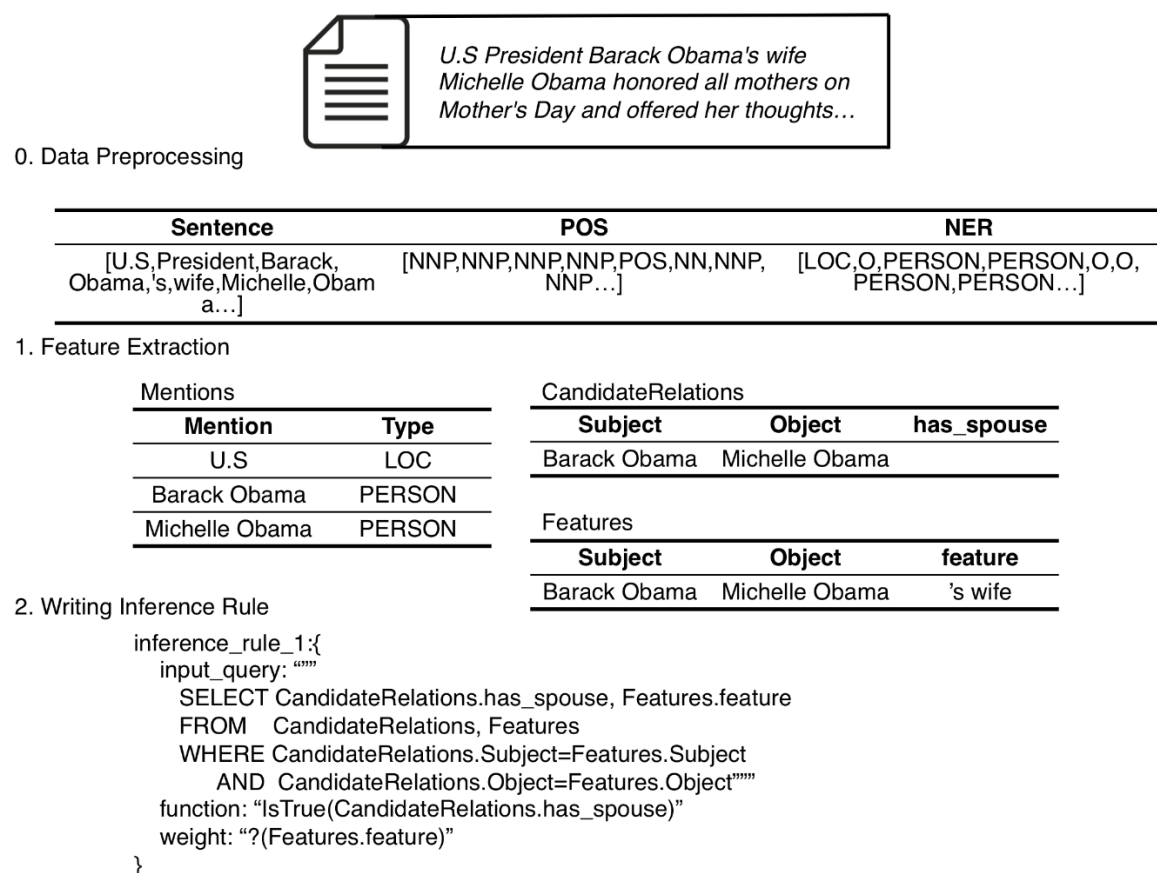 U.S President Barack Obama's wife
Michelle Obama honored all mothers on
Mother's Day and offered her thoughts…
0. Data Preprocessing
Sentence POS NER
[U.S,President,Barack, [NNP,NNP,NNP,NNP,POS,NN,NNP, [LOC,O,PERSON,PERSON,O,O,
Obama,'s,wife,Michelle,Obam NNP…] PERSON,PERSON…]
a…]
1. Feature Extraction
Mentions
Mention Type
U.S LOC
Barack Obama PERSON
Michelle Obama PERSON
CandidateRelations
Subject Object has_spouse
Barack Obama Michelle Obama
Features
Subject Object feature
Barack Obama Michelle Obama ’s wife
2. Writing Inference Rule
inference_rule_1:{
input_query: “””
SELECT CandidateRelations.has_spouse, Features.feature
FROM CandidateRelations, Features
WHERE CandidateRelations.Subject=Features.Subject
AND CandidateRelations.Object=Features.Object”””
function: “IsTrue(CandidateRelations.has_spouse)”
weight: “?(Features.feature)”
}